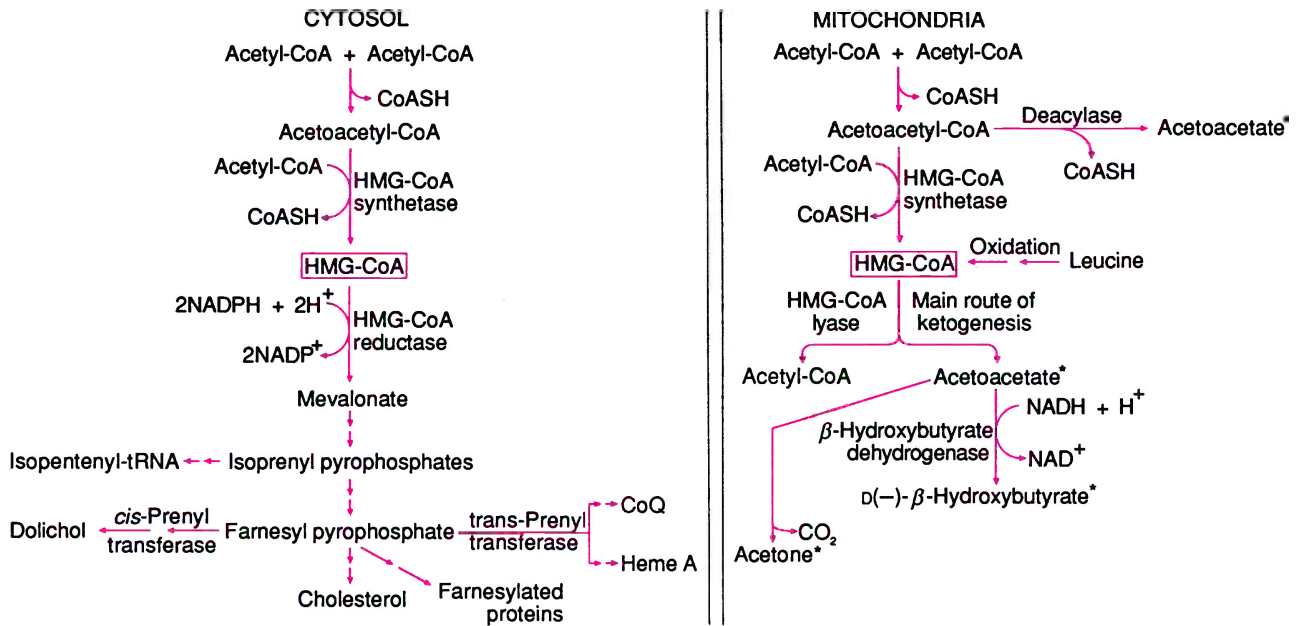 CYTOSOL
Acetyl-CoA + Acetyl-CoA
CoASH
Acetoacetyl-CoA
Acetyl-CoA
HMG-CoA
synthetase
CoASH
HMG-CoA
2NADPH + 2H+
HMG-CoA
reductase
2NADP+
Mevalonate
Isopentenyl-tRNA
Isoprenyl pyrophosphates
Dolichol
cis-Prenyl
transferase
Farnesyl pyrophosphate
trans-Prenyl
transferase
CoQ
Heme A
Cholesterol
Farnesylated
proteins
MITOCHONDRIA
Acetyl-CoA + Acetyl-CoA
CoASH
Acetoacetyl-CoA
Deacylase
Acetoacetate*
CoASH
Acetyl-CoA
HMG-CoA
synthetase
CoASH
HMG-CoA
Oxidation
Leucine
HMG-CoA
lyase
Main route of
ketogenesis
Acetyl-CoA
Acetoacetate*
NADH + H+
β-Hydroxybutyrate
dehydrogenase
NAD+
D(–)-β-Hydroxybutyrate*
CO₂
Acetone*